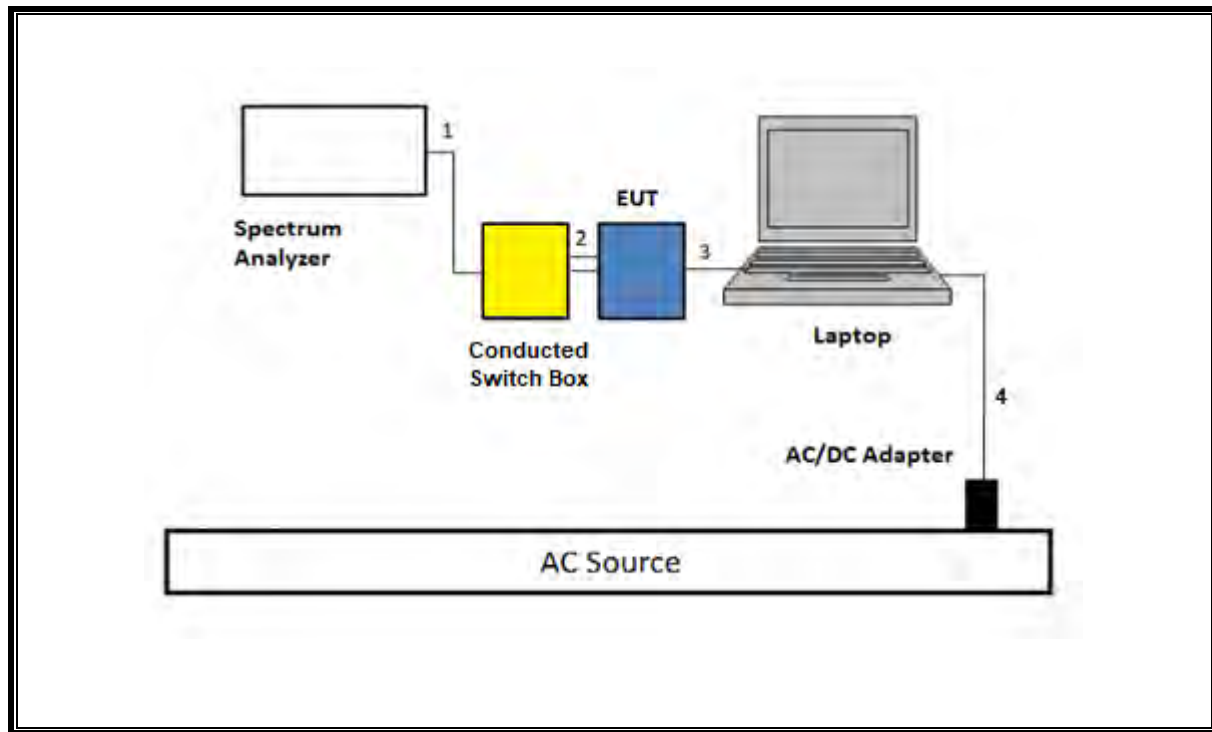 1
Spectrum
Analyzer
EUT
2
3
Conducted
Switch Box
Laptop
4
AC/DC Adapter
AC Source